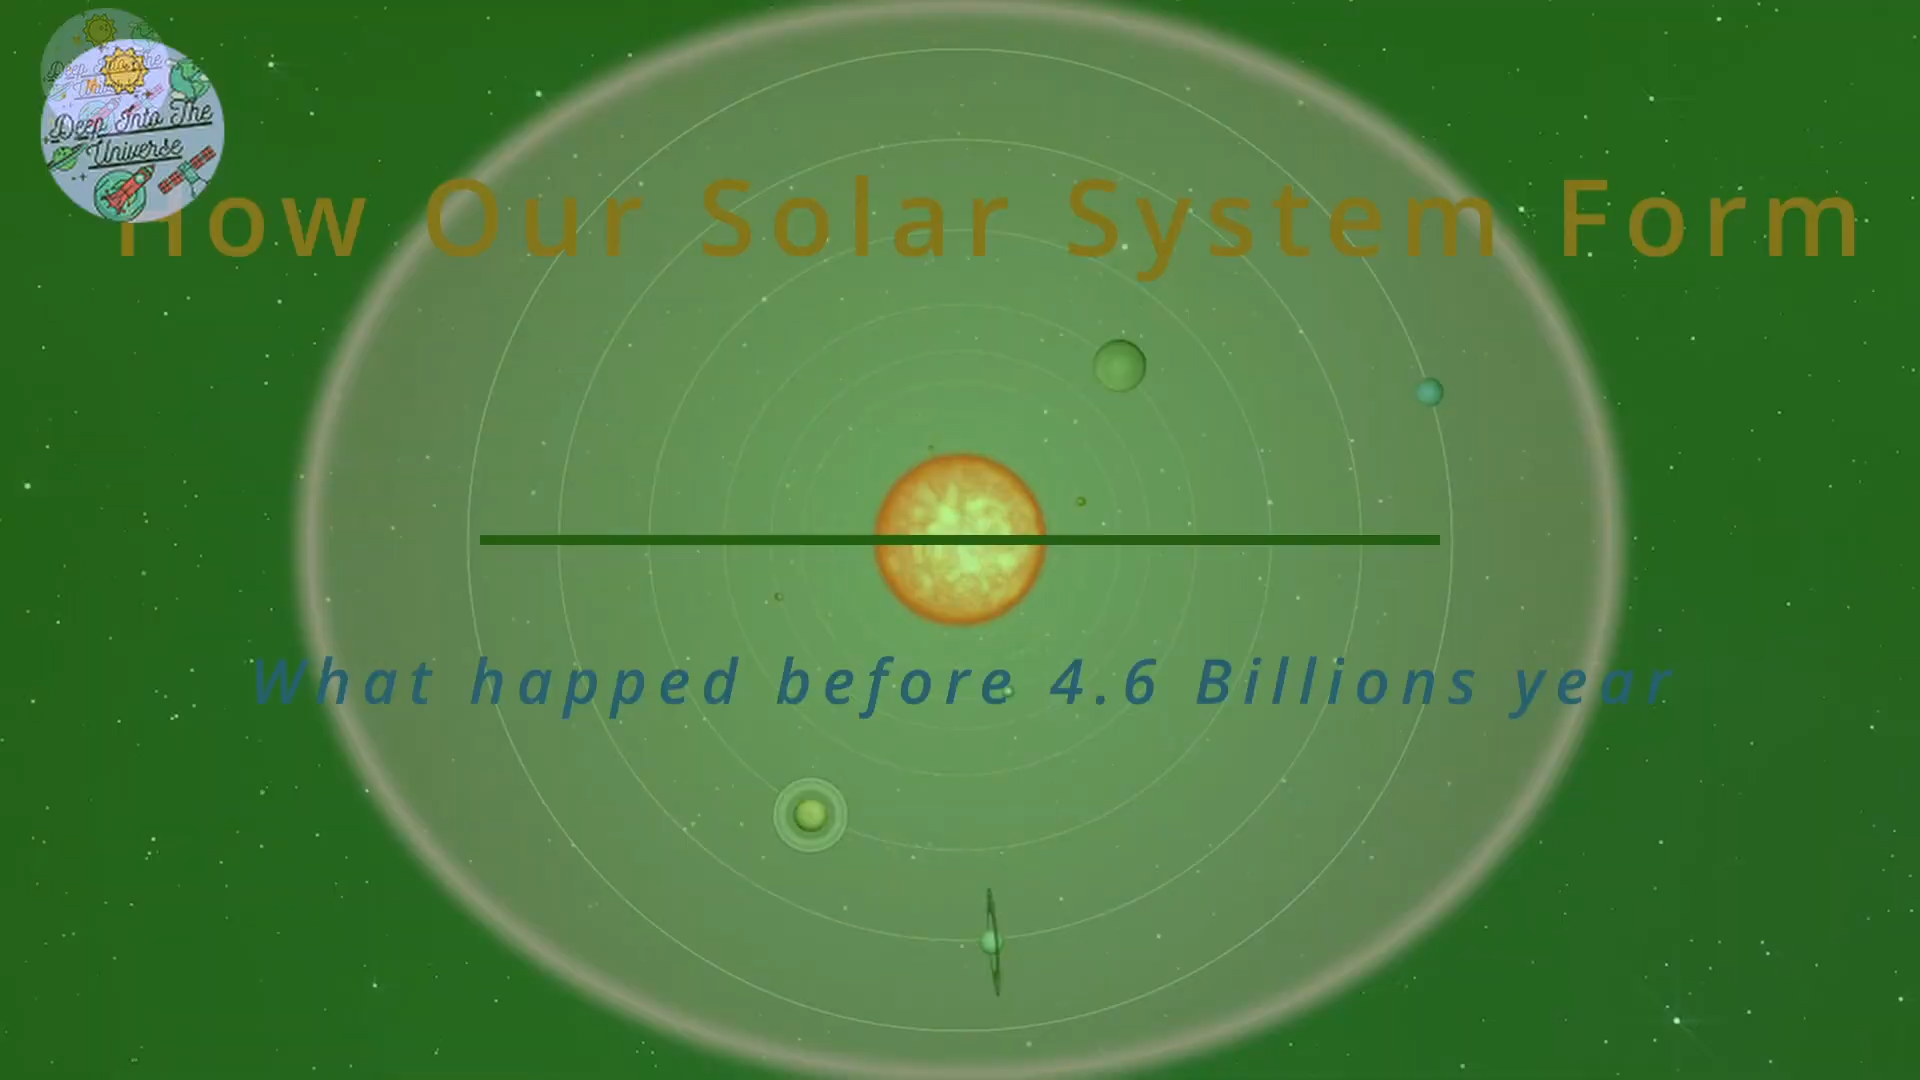 Deep Into The
Universe
How Our Solar System Form
What happed before 4.6 Billions year